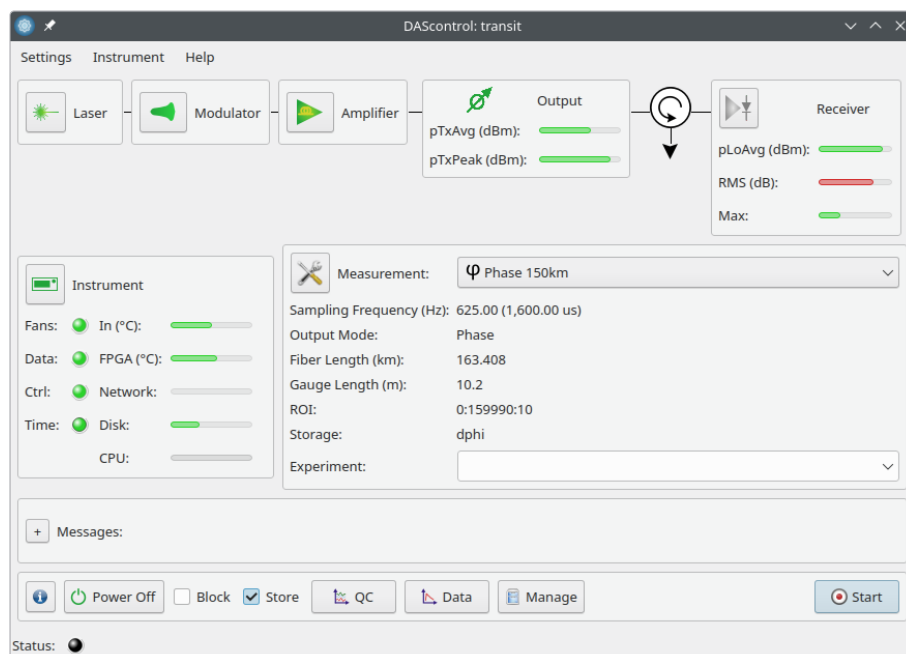 DAScontrol: transit
Settings Instrument Help
Laser Modulator Amplifier Output Receiver
pTxAvg (dBm):
pTxPeak (dBm):
pLoAvg (dBm):
RMS (dB):
Max:
Instrument
Fans: In (°C):
Data: FPGA (°C):
Ctrl: Network:
Time: Disk:
CPU:
Measurement: φ Phase 150km
Sampling Frequency (Hz): 625.00 (1,600.00 us)
Output Mode: Phase
Fiber Length (km): 163.408
Gauge Length (m): 10.2
ROI: 0:159990:10
Storage: dphi
Experiment:
+ Messages:
Power Off Block Store QC Data Manage Start
Status: